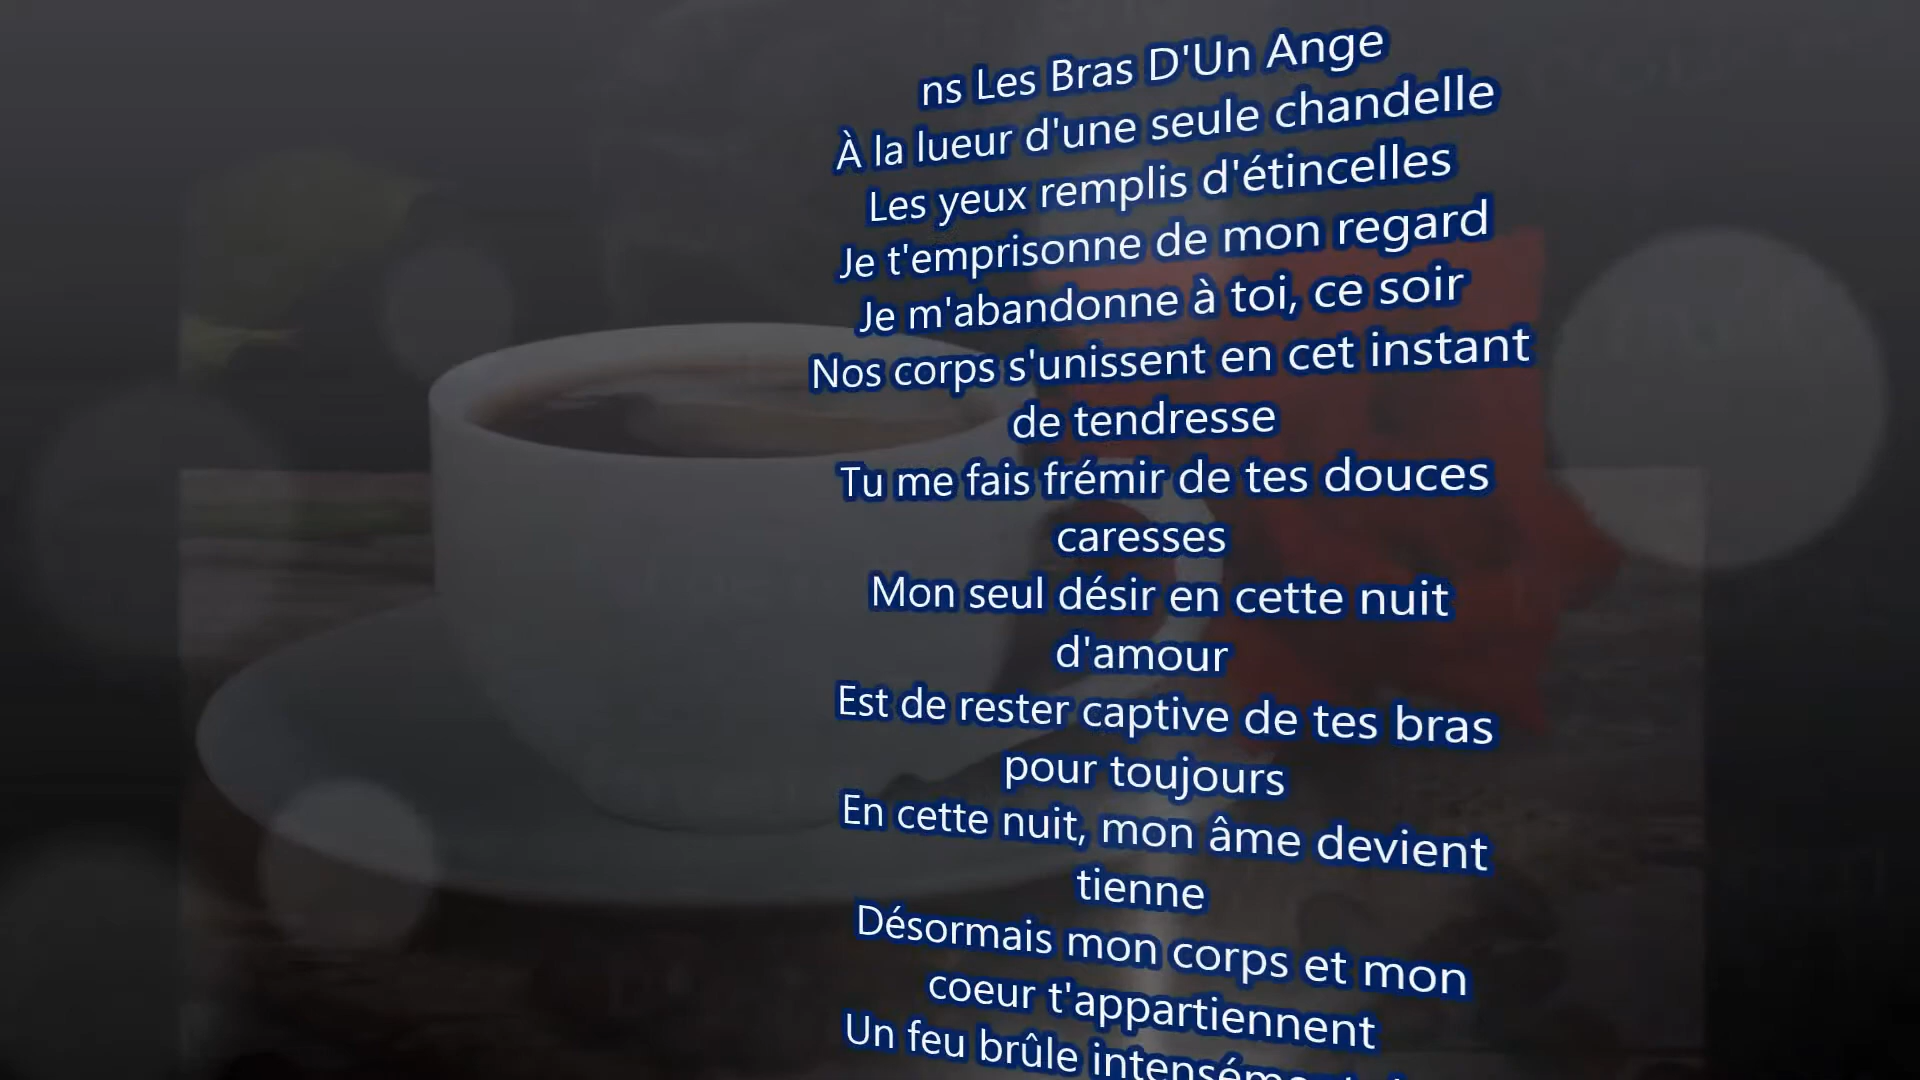 ns Les Bras D'Un Ange
À la lueur d'une seule chandelle
Les yeux remplis d'étincelles
Je t'emprisonne de mon regard
Je m'abandonne à toi, ce soir
Nos corps s'unissent en cet instant
de tendresse
Tu me fais frémir de tes douces
caresses
Mon seul désir en cette nuit
d'amour
Est de rester captive de tes bras
pour toujours
En cette nuit, mon âme devient
tienne
Désormais mon corps et mon
coeur t'appartiennent
Un feu brûle